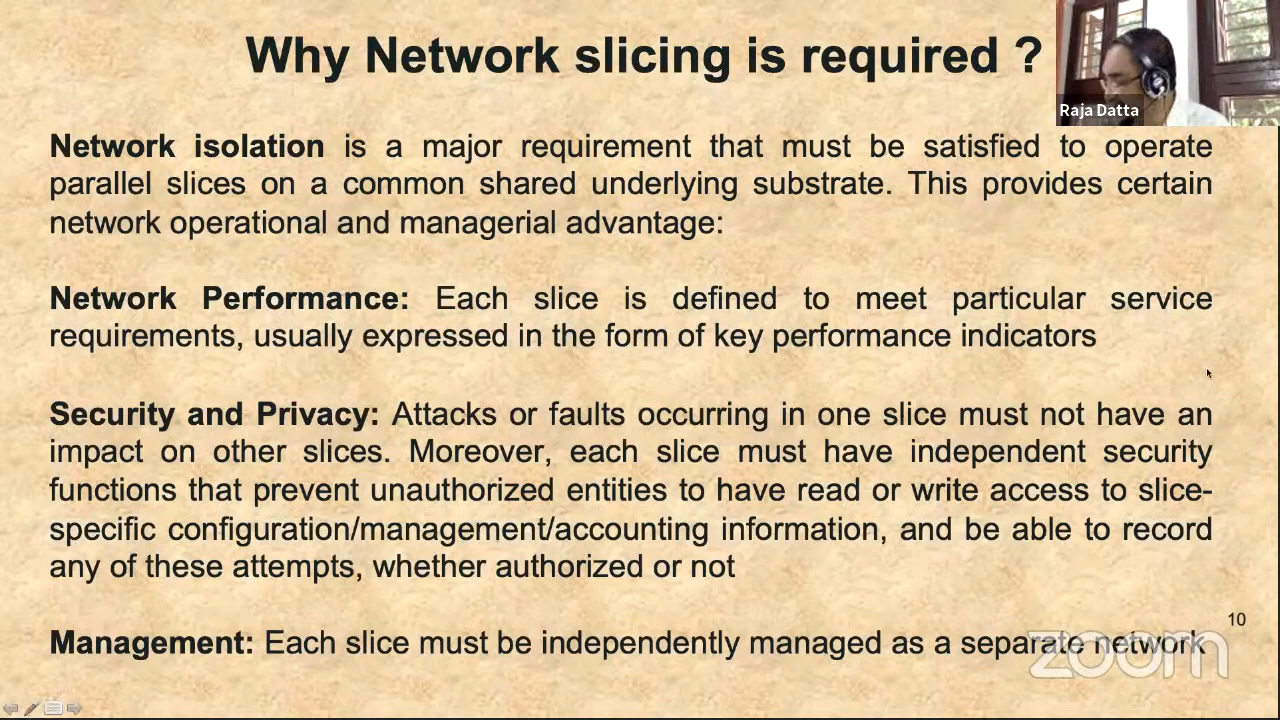 Why Network slicing is required ?
Raja Datta
Network isolation is a major requirement that must be satisfied to operate
parallel slices on a common shared underlying substrate. This provides certain
network operational and managerial advantage:
Network Performance: Each slice is defined to meet particular service
requirements, usually expressed in the form of key performance indicators
Security and Privacy: Attacks or faults occurring in one slice must not have an
impact on other slices. Moreover, each slice must have independent security
functions that prevent unauthorized entities to have read or write access to slice-
specific configuration/management/accounting information, and be able to record
any of these attempts, whether authorized or not
10
Management: Each slice must be independently managed as a separate network
zoom